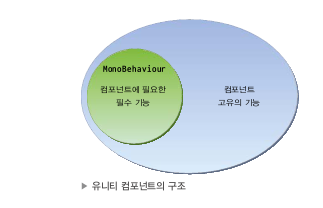 MonoBehaviour
컴포넌트에 필요한
필수 기능
컴포넌트
고유의 기능
▶ 유니티 컴포넌트의 구조